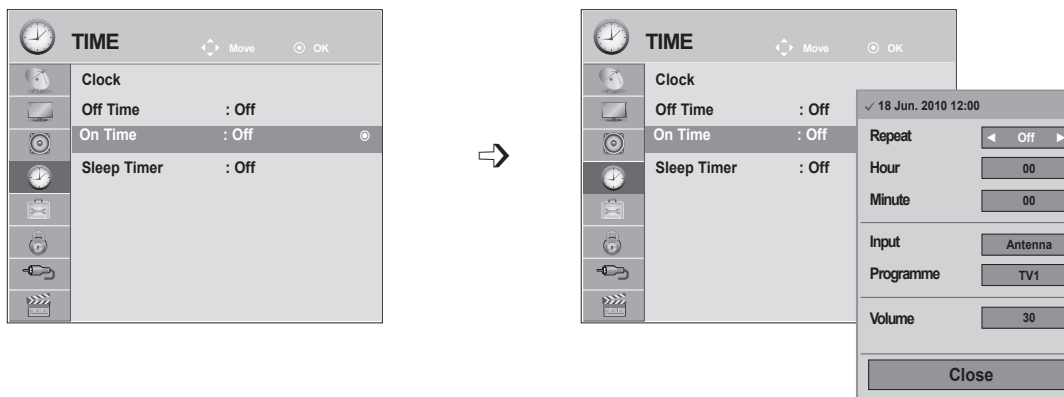 TIME Move OK
Clock
Off Time : Off
On Time : Off
Sleep Timer : Off
TIME Move OK
Clock
Off Time : Off
On Time : Off
Sleep Timer : Off
✓ 18 Jun. 2010 12:00
Repeat ◄ Off ►
Hour 00
Minute 00
Input Antenna
Programme TV1
Volume 30
Close